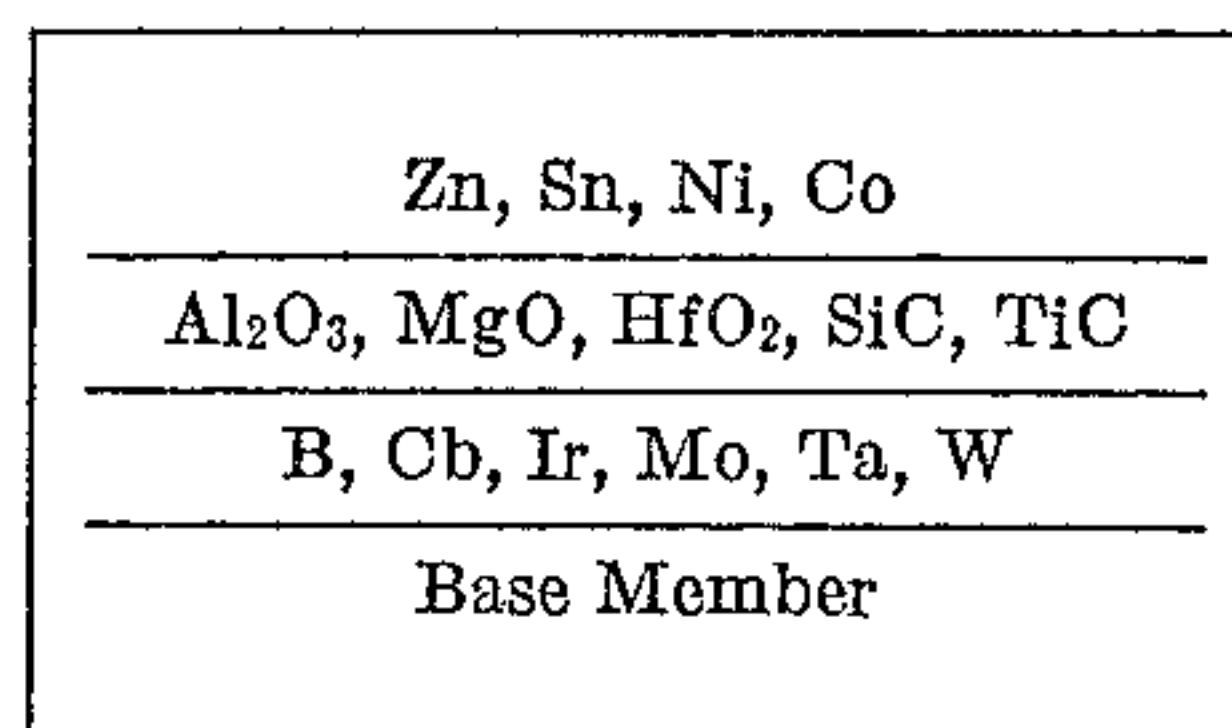 Zn, Sn, Ni, Co
Al₂O₃, MgO, HfO₂, SiC, TiC
B, Cb, Ir, Mo, Ta, W
Base Member